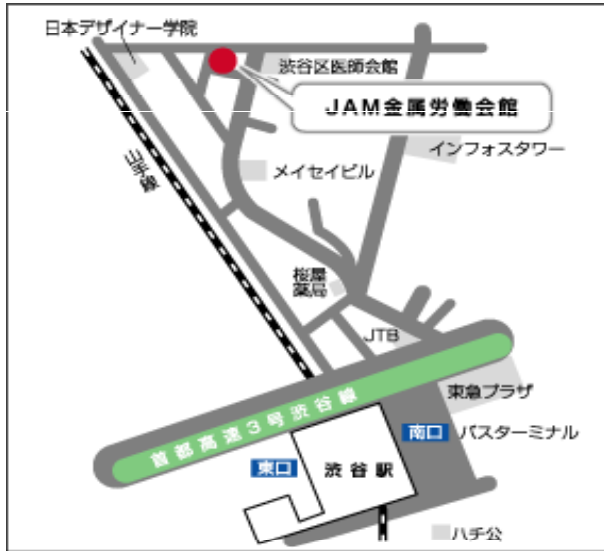 日本デザイナー学院
渋谷区医師会館
JAM金属労働会館
インフォスタワー
山手線
メイセイビル
桜屋
薬局
JTB
東急プラザ
首都高速3号渋谷線
南口
バスターミナル
東口
渋谷駅
ハチ公